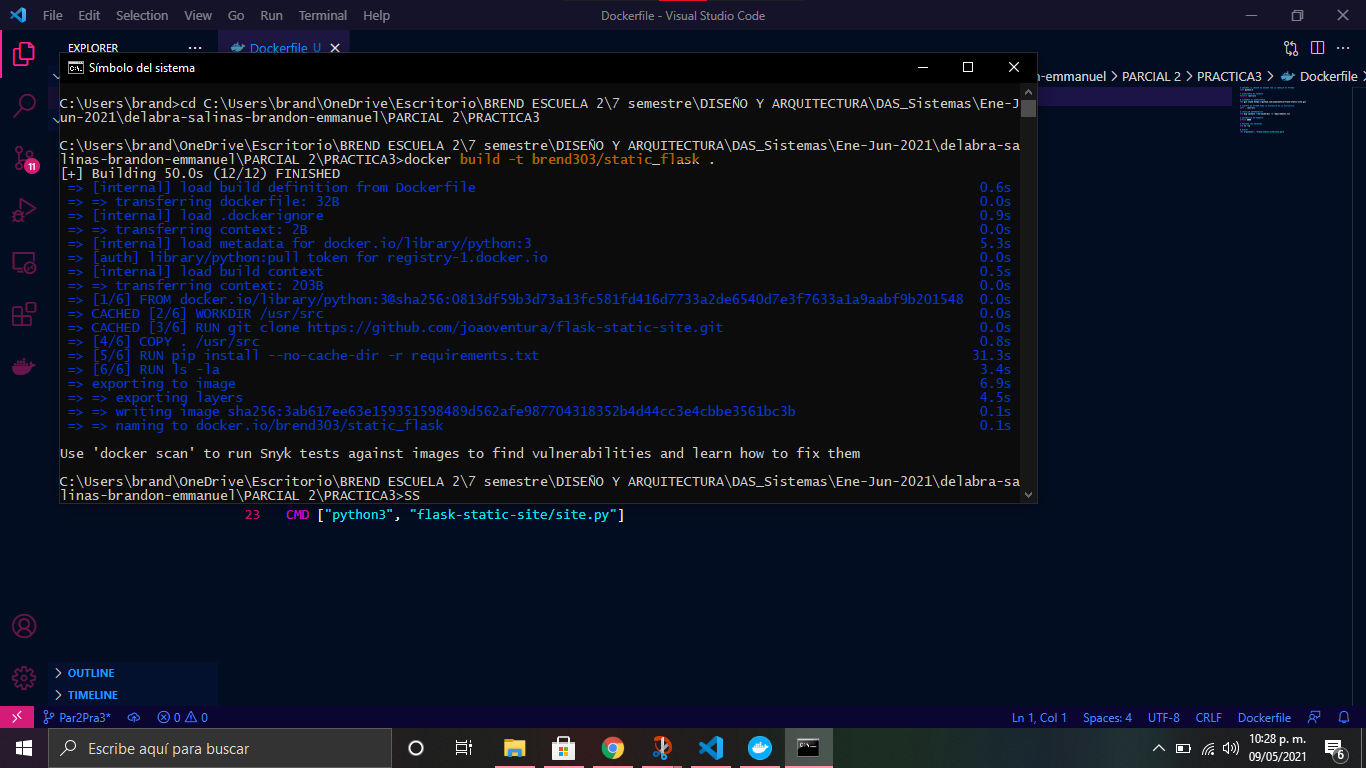 File Edit Selection View Go Run Terminal Help
Dockerfile - Visual Studio Code
EXPLORER
Dockerfile U
Símbolo del sistema
n-emmanuel > PARCIAL 2 > PRACTICA3 > Dockerfile
C:\Users\brand>cd C:\Users\brand\OneDrive\Escritorio\BREND ESCUELA 2\7 semestre\DISEÑO Y ARQUITECTURA\DAS_Sistemas\Ene-J
un-2021\delabra-salinas-brandon-emmanuel\PARCIAL 2\PRACTICA3
C:\Users\brand\OneDrive\Escritorio\BREND ESCUELA 2\7 semestre\DISEÑO Y ARQUITECTURA\DAS_Sistemas\Ene-Jun-2021\delabra-sa
linas-brandon-emmanuel\PARCIAL 2\PRACTICA3>docker build -t brend303/static_flask .
[+] Building 50.0s (12/12) FINISHED
=> [internal] load build definition from Dockerfile 0.6s
=> => transferring dockerfile: 32B 0.0s
=> [internal] load .dockerignore 0.9s
=> => transferring context: 2B 0.0s
=> [internal] load metadata for docker.io/library/python:3 5.3s
=> [auth] library/python:pull token for registry-1.docker.io 0.0s
=> [internal] load build context 0.5s
=> => transferring context: 203B 0.0s
=> [1/6] FROM docker.io/library/python:3@sha256:0813df59b3d73a13fc581fd416d7733a2de6540d7e3f7633a1a9aabf9b201548 0.0s
=> CACHED [2/6] WORKDIR /usr/src 0.0s
=> CACHED [3/6] RUN git clone https://github.com/joaoventura/flask-static-site.git 0.0s
=> [4/6] COPY . /usr/src 0.8s
=> [5/6] RUN pip install --no-cache-dir -r requirements.txt 31.3s
=> [6/6] RUN ls -la 3.4s
=> exporting to image 6.9s
=> => exporting layers 4.5s
=> => writing image sha256:3ab617ee63e159351598489d562afe987704318352b4d44cc3e4cbbe3561bc3b 0.1s
=> => naming to docker.io/brend303/static_flask 0.1s
Use 'docker scan' to run Snyk tests against images to find vulnerabilities and learn how to fix them
C:\Users\brand\OneDrive\Escritorio\BREND ESCUELA 2\7 semestre\DISEÑO Y ARQUITECTURA\DAS_Sistemas\Ene-Jun-2021\delabra-sa
linas-brandon-emmanuel\PARCIAL 2\PRACTICA3>SS
23 CMD ["python3", "flask-static-site/site.py"]
11
OUTLINE
TIMELINE
Par2Pra3* 0 0
Ln 1, Col 1 Spaces: 4 UTF-8 CRLF Dockerfile
Escribe aquí para buscar
10:28 p. m.
09/05/2021
6